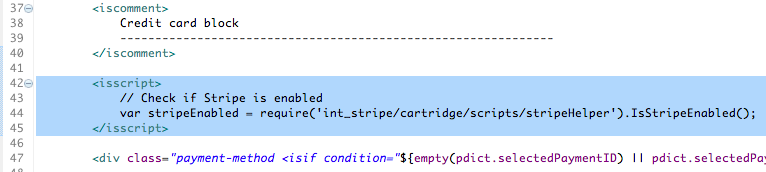 37 <iscomment>
38 Credit card block
39 ------------------------------------------------------------
40 </iscomment>
41
42 <isscript>
43 // Check if Stripe is enabled
44 var stripeEnabled = require('int_stripe/cartridge/scripts/stripeHelper').IsStripeEnabled();
45 </isscript>
46
47 <div class="payment-method <isif condition="${empty(pdict.selectedPaymentID) || pdict.selectedPay